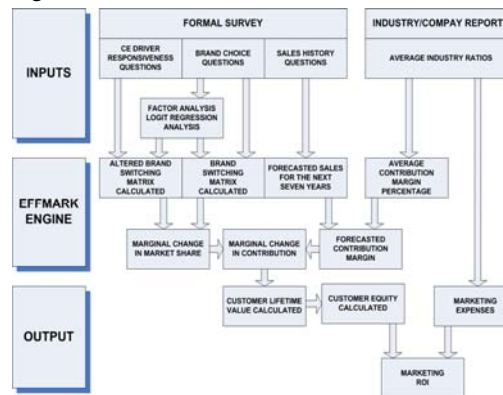 FORMAL SURVEY
INDUSTRY/COMPAY REPORT
INPUTS
CE DRIVER
RESPONSIVENESS
QUESTIONS
BRAND CHOICE
QUESTIONS
SALES HISTORY
QUESTIONS
AVERAGE INDUSTRY RATIOS
FACTOR ANALYSIS
LOGIT REGRESSION
ANALYSIS
EFFMARK
ENGINE
ALTERED BRAND
SWITCHING
MATRIX
CALCULATED
BRAND
SWITCHING
MATRIX
CALCULATED
FORECASTED SALES
FOR THE NEXT
SEVEN YEARS
AVERAGE
CONTRIBUTION
MARGIN
PERCENTAGE
MARGINAL CHANGE
IN MARKET SHARE
MARGINAL CHANGE
IN CONTRIBUTION
FORECASTED
CONTRIBUTION
MARGIN
OUTPUT
CUSTOMER LIFETIME
VALUE CALCULATED
CUSTOMER EQUITY
CALCULATED
MARKETING
EXPENSES
MARKETING
ROI